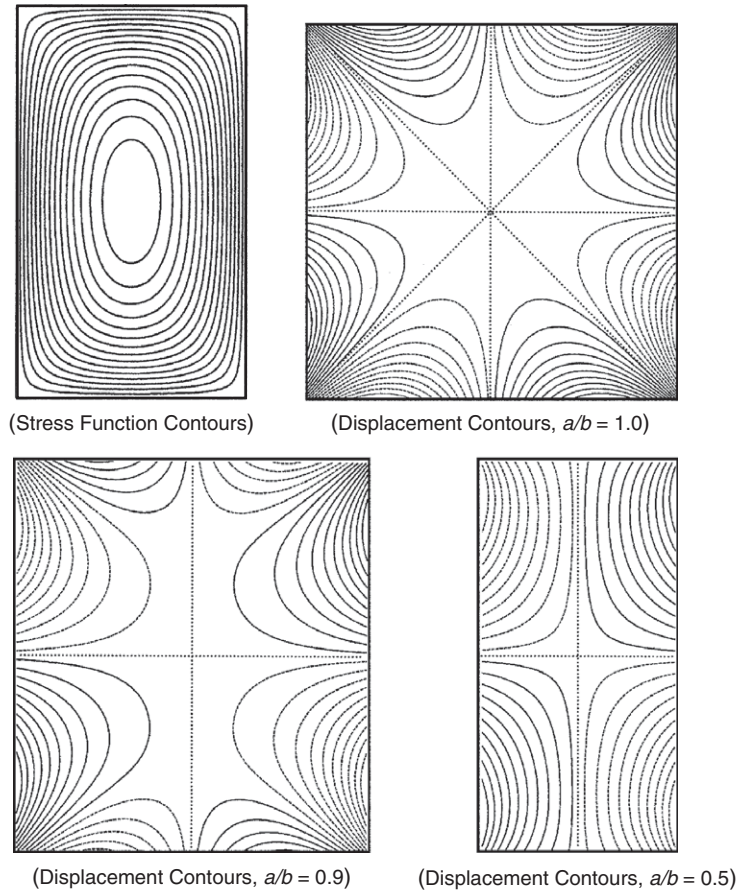 (Stress Function Contours)
(Displacement Contours, a/b = 1.0)
(Displacement Contours, a/b = 0.9)
(Displacement Contours, a/b = 0.5)